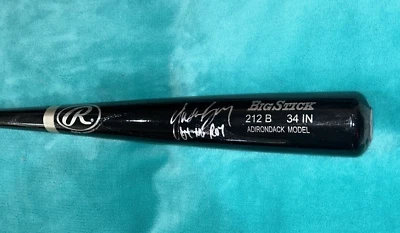 R
BIG STICK
212 B 34 IN
ADIRONDACK MODEL